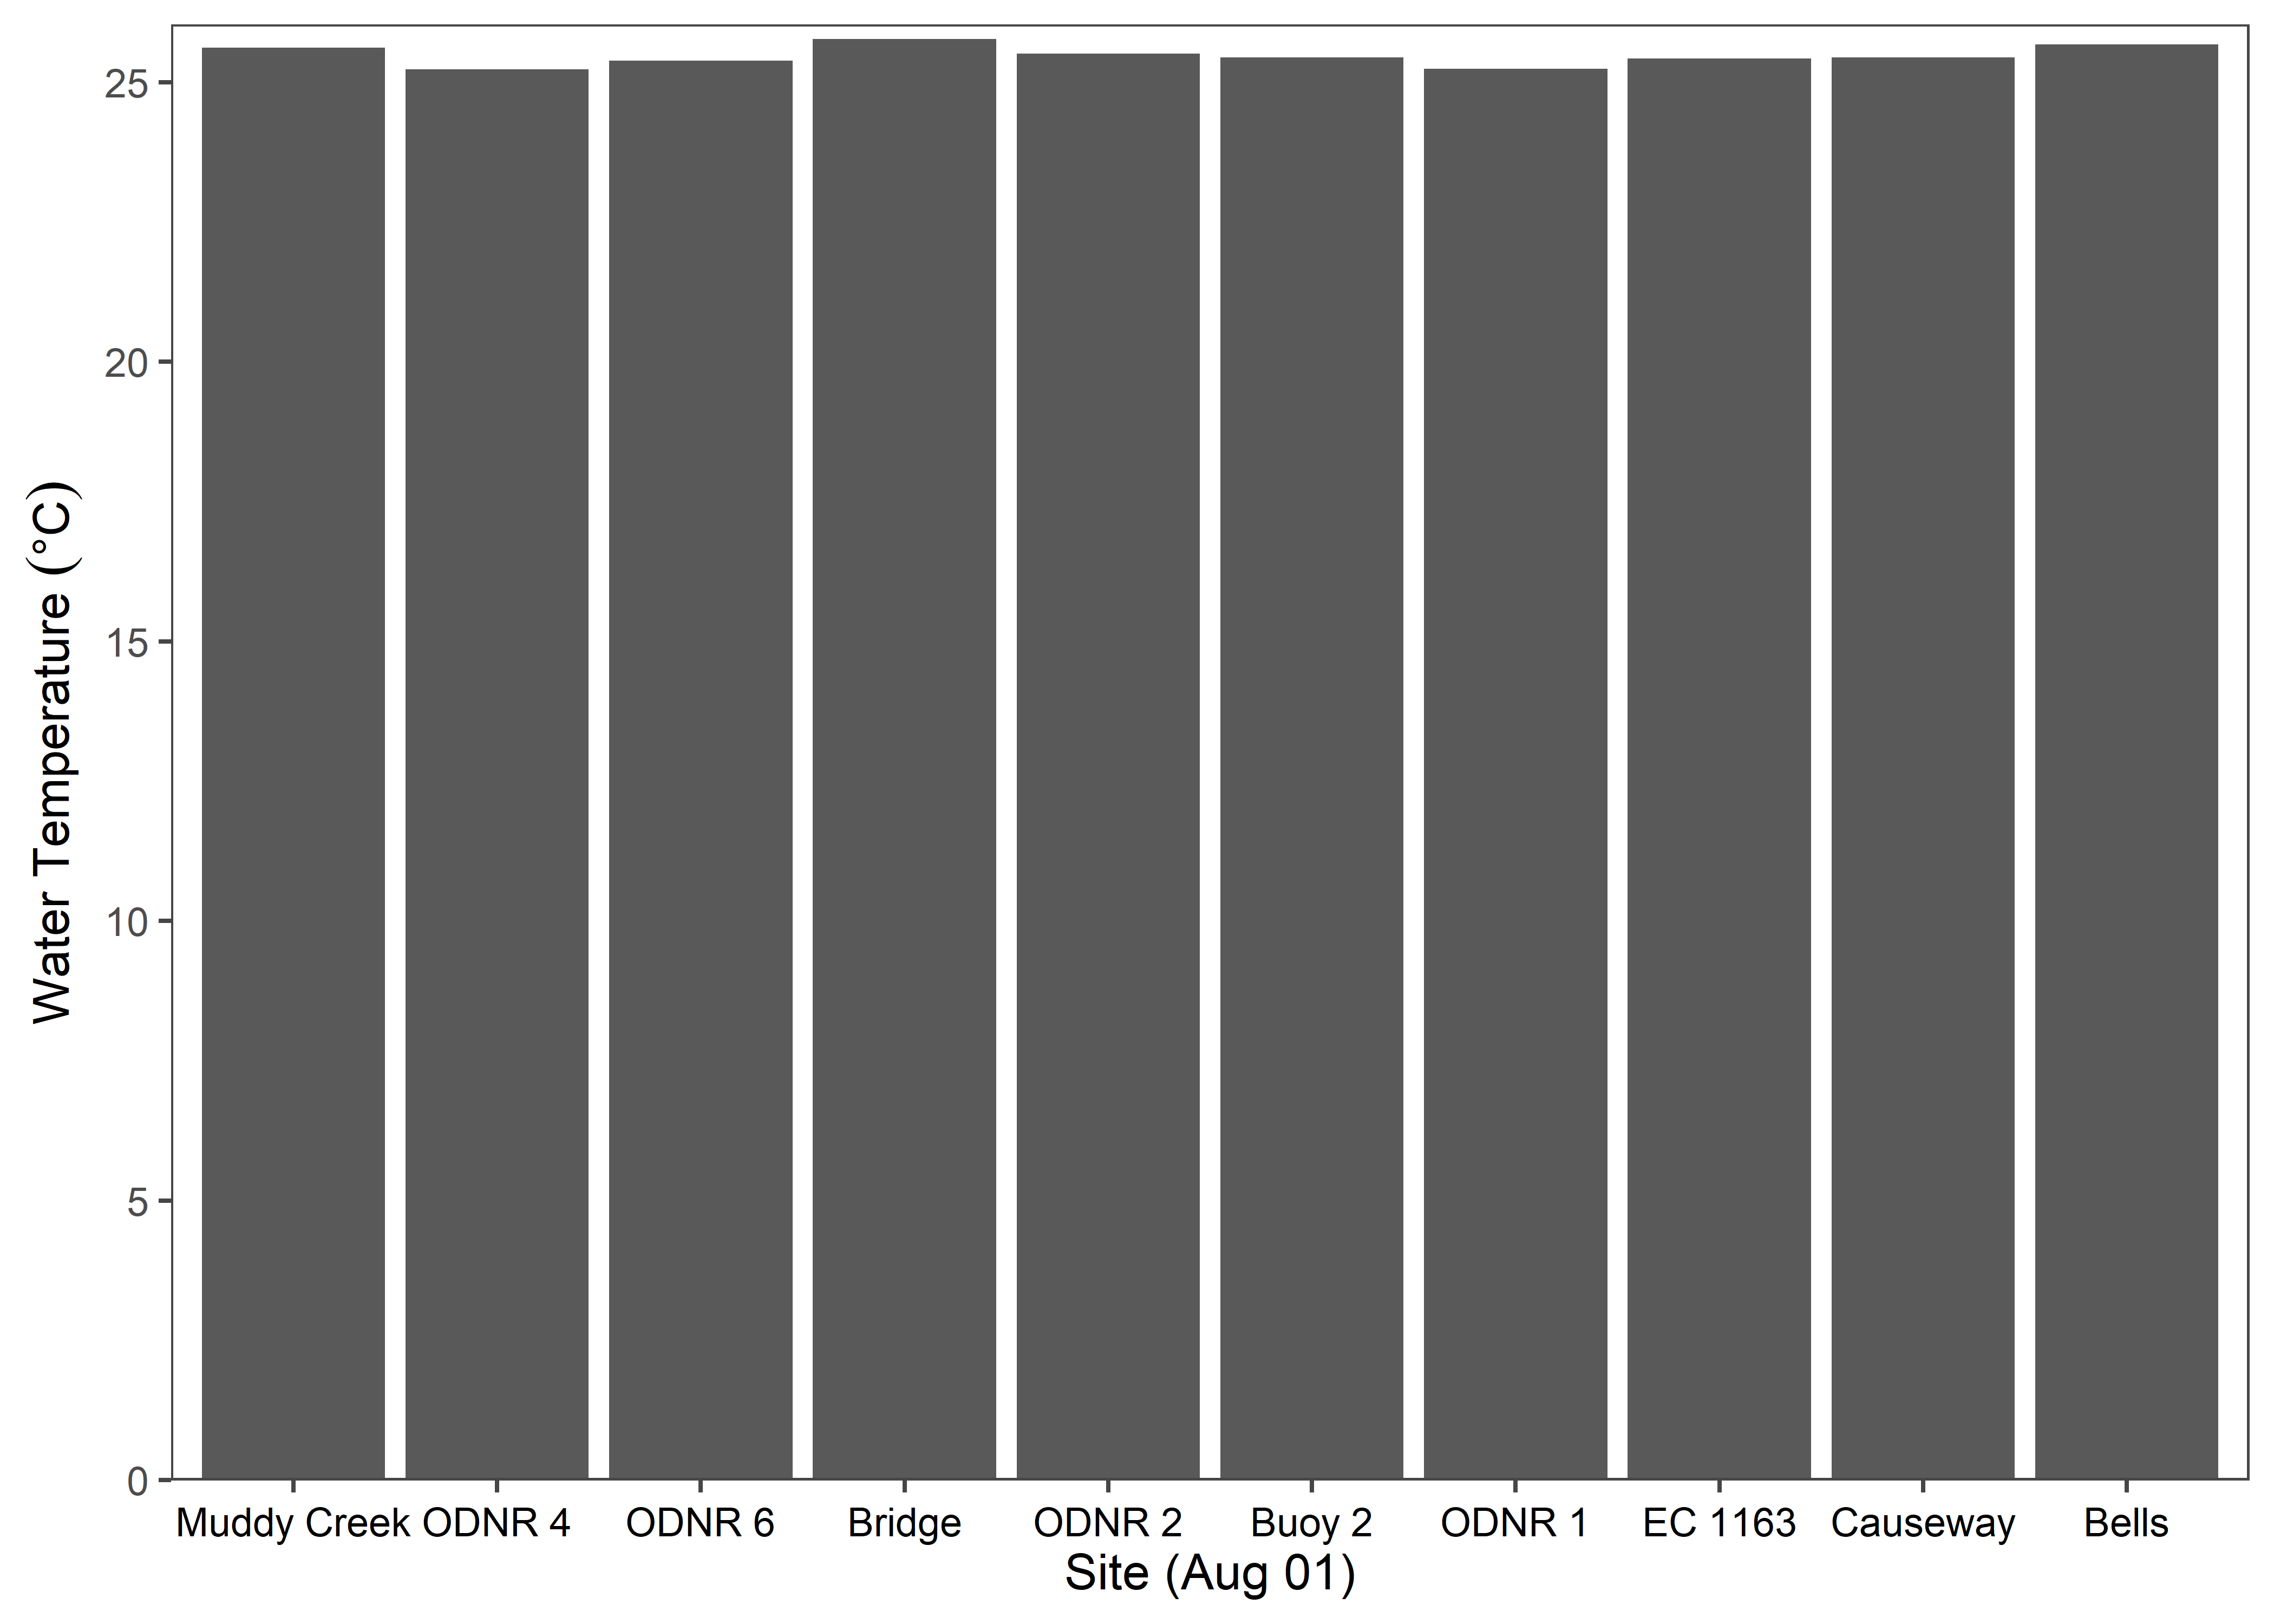 Water Temperature (°C)
25
20
15
10
5
0
Muddy Creek ODNR 4 ODNR 6 Bridge ODNR 2 Buoy 2 ODNR 1 EC 1163 Causeway Bells
Site (Aug 01)